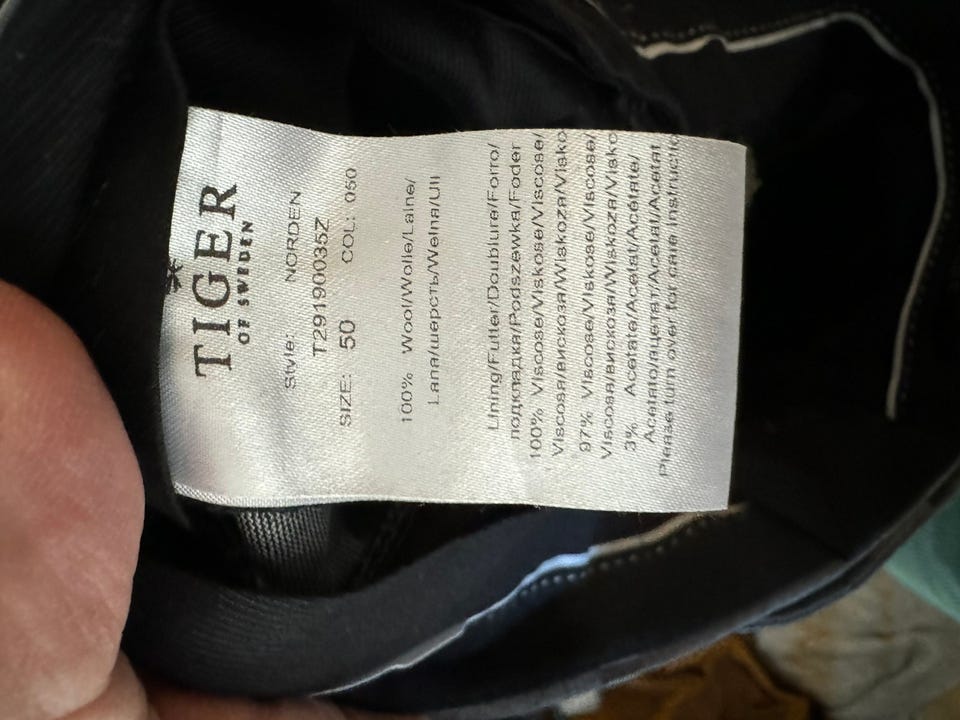 TIGER
OF SWEDEN
Style: NORDEN
T29190035Z
SIZE: 50 COL: 050
100% Wool/Wolle/Laine/
Lana/шерсть/Wełna/Ull
Lining/Futter/Doublure/Forro/
подкладка/Podszewka/Foder
100% Viscose/Viskose/Viscose/
Viscosa/вискоза/Wiskoza/Visko
97% Viscose/Viskose/Viscose/
Viscosa/вискоза/Wiskoza/Visko
3% Acetate/Acetat/Acétate/
Acetato/ацетат/Acetat/Acetat
Please turn over for care instructio